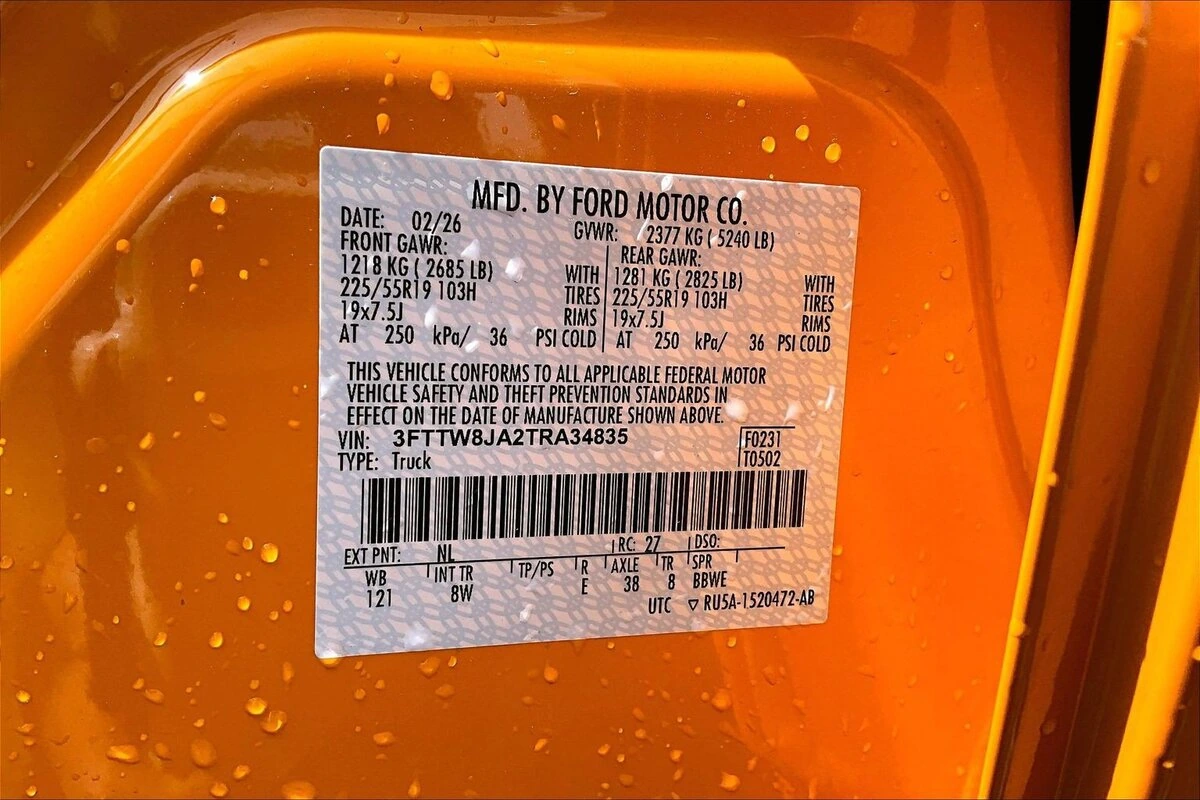 MFD. BY FORD MOTOR CO.
DATE: 02/26 GVWR: 2377 KG ( 5240 LB)
FRONT GAWR: REAR GAWR:
1218 KG ( 2685 LB) WITH 1281 KG ( 2825 LB) WITH
225/55R19 103H TIRES 225/55R19 103H TIRES
19x7.5J RIMS 19x7.5J RIMS
AT 250 kPa/ 36 PSI COLD AT 250 kPa/ 36 PSI COLD
THIS VEHICLE CONFORMS TO ALL APPLICABLE FEDERAL MOTOR
VEHICLE SAFETY AND THEFT PREVENTION STANDARDS IN
EFFECT ON THE DATE OF MANUFACTURE SHOWN ABOVE.
VIN: 3FTTW8JA2TRA34835 F0231
TYPE: Truck T0502
EXT PNT: NL RC: 27 DSO:
WB INT TR TP/PS R AXLE TR SPR
121 8W E 38 8 BBWE
UTC ▽ RU5A-1520472-AB